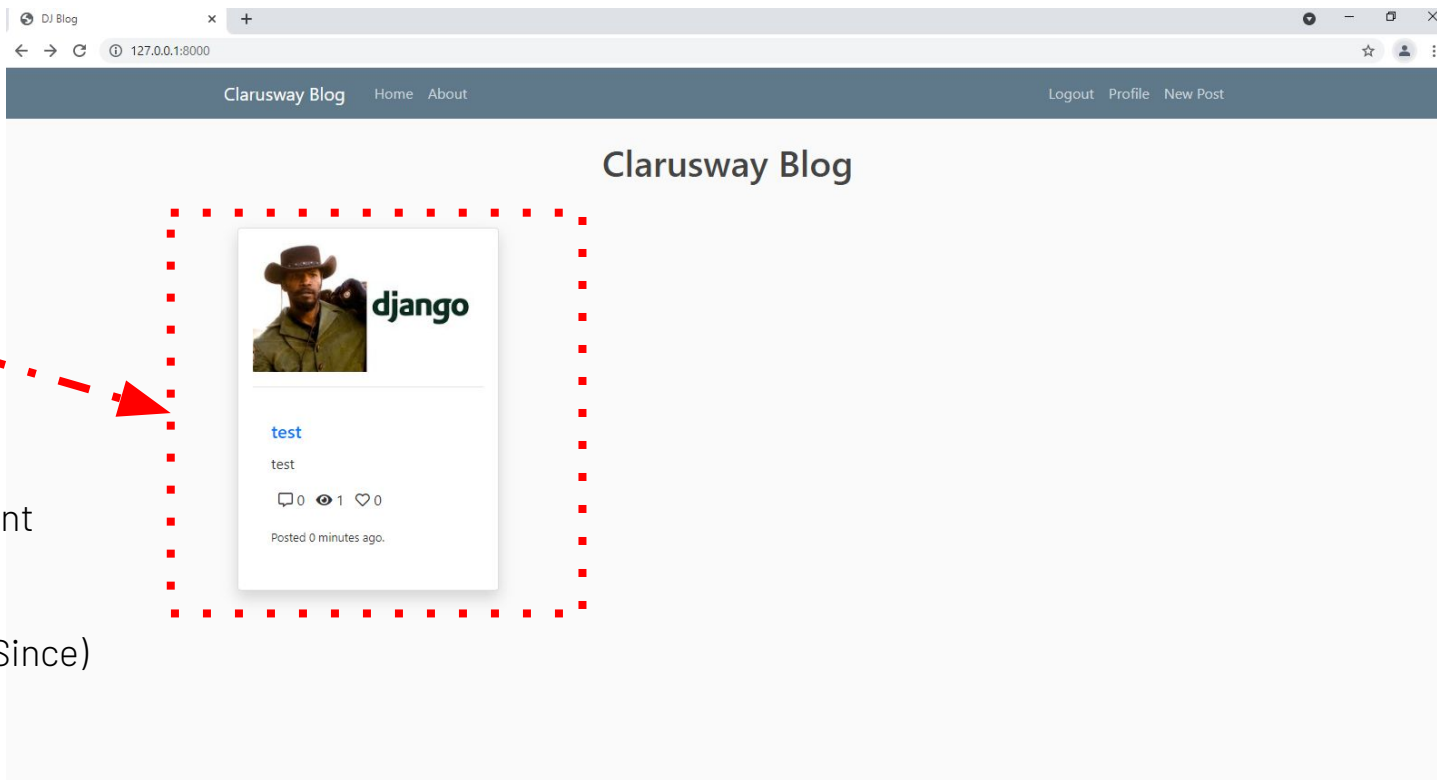 DJ Blog
127.0.0.1:8000
Clarusway Blog Home About Logout Profile New Post
Clarusway Blog
django
test
test
0 1 0
nt
Posted 0 minutes ago.
Since)